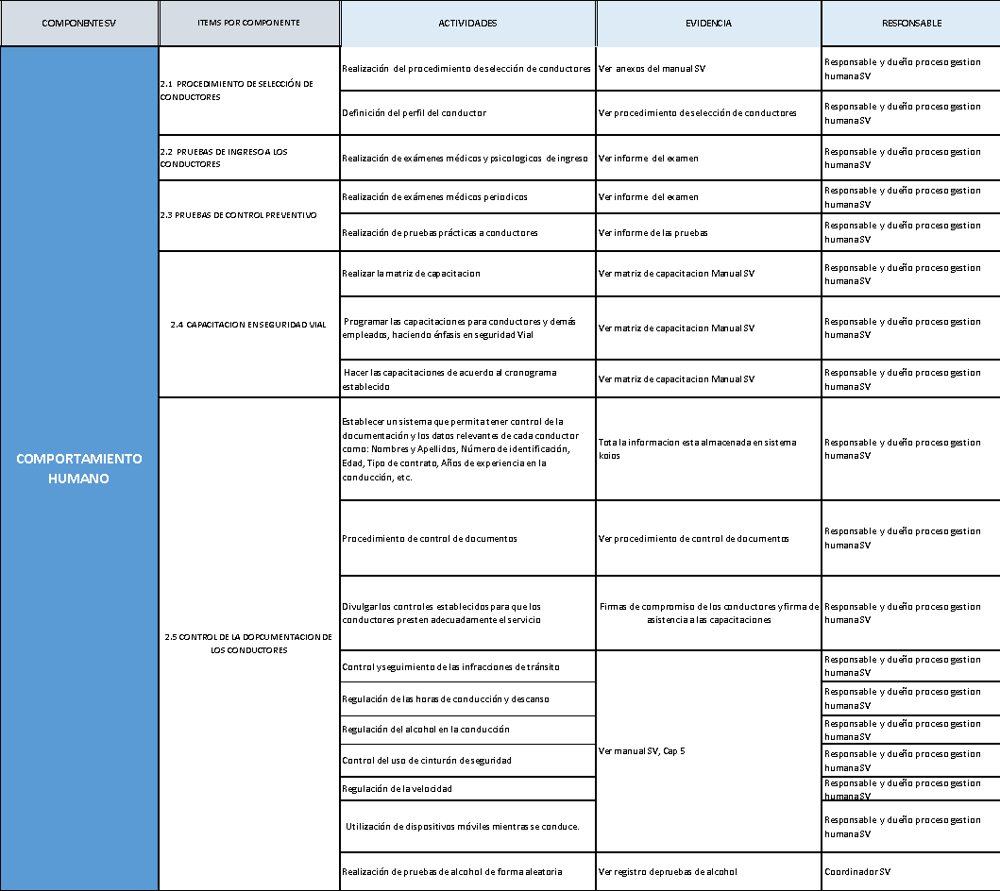 COMPONENTE SV
ITEMS POR COMPONENTE
ACTIVIDADES
EVIDENCIA
RESPONSABLE
COMPORTAMIENTO
HUMANO
2.1 PROCEDIMIENTO DE SELECCIÓN DE
CONDUCTORES
Realización del procedimiento de selección de conductores
Ver anexos del manual SV
Responsable y dueño proceso gestion
humana SV
Definición del perfil del conductor
Ver procedimiento de selección de conductores
Responsable y dueño proceso gestion
humana SV
2.2 PRUEBAS DE INGRESO A LOS
CONDUCTORES
Realización de exámenes médicos y psicologicos de ingreso
Ver informe del examen
Responsable y dueño proceso gestion
humana SV
2.3 PRUEBAS DE CONTROL PREVENTIVO
Realización de exámenes médicos periodicos
Ver informe del examen
Responsable y dueño proceso gestion
humana SV
Realización de pruebas prácticas a conductores
Ver informe de las pruebas
Responsable y dueño proceso gestion
humana SV
2.4 CAPACITACION EN SEGURIDAD VIAL
Realizar la matriz de capacitacion
Ver matriz de capacitacion Manual SV
Responsable y dueño proceso gestion
humana SV
Programar las capacitaciones para conductores y demás
empleados, haciendo énfasis en seguridad Vial
Ver matriz de capacitacion Manual SV
Responsable y dueño proceso gestion
humana SV
Hacer las capacitaciones de acuerdo al cronograma
establecido
Ver matriz de capacitacion Manual SV
Responsable y dueño proceso gestion
humana SV
2.5 CONTROL DE LA DOPCUMENTACION DE
LOS CONDUCTORES
Establecer un sistema que permita tener control de la
documentación y los datos relevantes de cada conductor
como: Nombres y Apellidos, Número de identificación,
Edad, Tipo de contrato, Años de experiencia en la
conducción, etc.
Tota la informacion esta almacenada en sistema
koios
Responsable y dueño proceso gestion
humana SV
Procedimiento de control de documentos
Ver procedimiento de control de documentos
Responsable y dueño proceso gestion
humana SV
Divulgar los controles establecidos para que los
conductores presten adecuadamente el servicio
Firmas de compromiso de los conductores y firma de
asistencia a las capacitaciones
Responsable y dueño proceso gestion
humana SV
Control y seguimiento de las infracciones de tránsito
Ver manual SV, Cap 5
Responsable y dueño proceso gestion
humana SV
Regulación de las horas de conducción y descanso
Responsable y dueño proceso gestion
humana SV
Regulación del alcohol en la conducción
Responsable y dueño proceso gestion
humana SV
Control del uso de cinturón de seguridad
Responsable y dueño proceso gestion
humana SV
Regulación de la velocidad
Responsable y dueño proceso gestion
humana SV
Utilización de dispositivos móviles mientras se conduce.
Responsable y dueño proceso gestion
humana SV
Realización de pruebas de alcohol de forma aleatoria
Ver registro de pruebas de alcohol
Coordinador SV